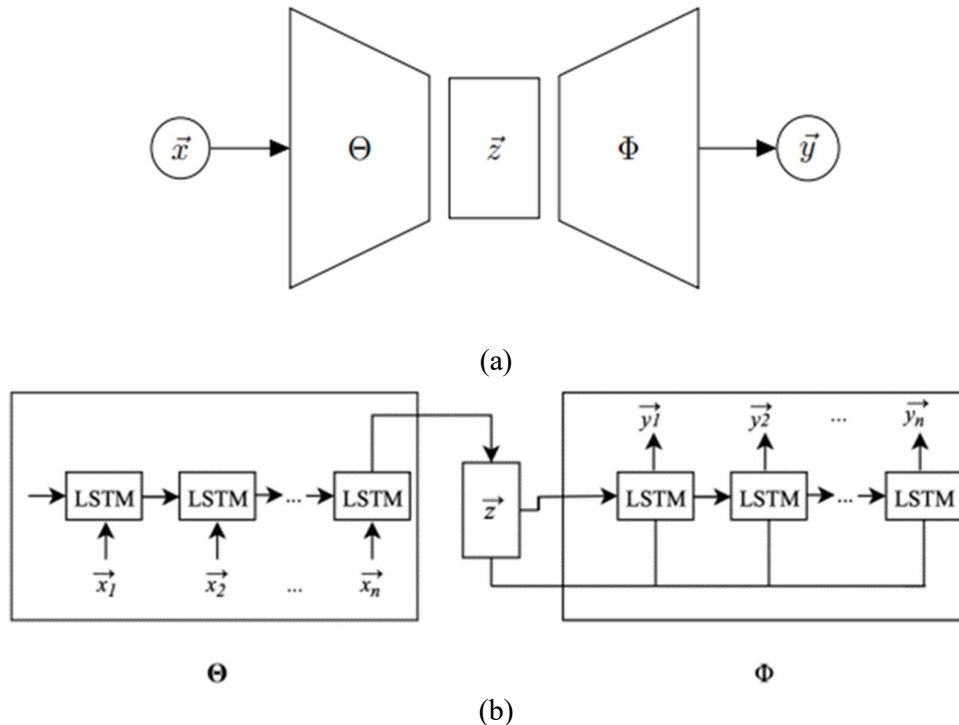 x⃗ Θ z⃗ Φ y⃗
(a)
y1⃗ y2⃗ ... yn⃗
LSTM LSTM ... LSTM z⃗ LSTM LSTM ... LSTM
x1⃗ x2⃗ ... xn⃗
Θ Φ
(b)